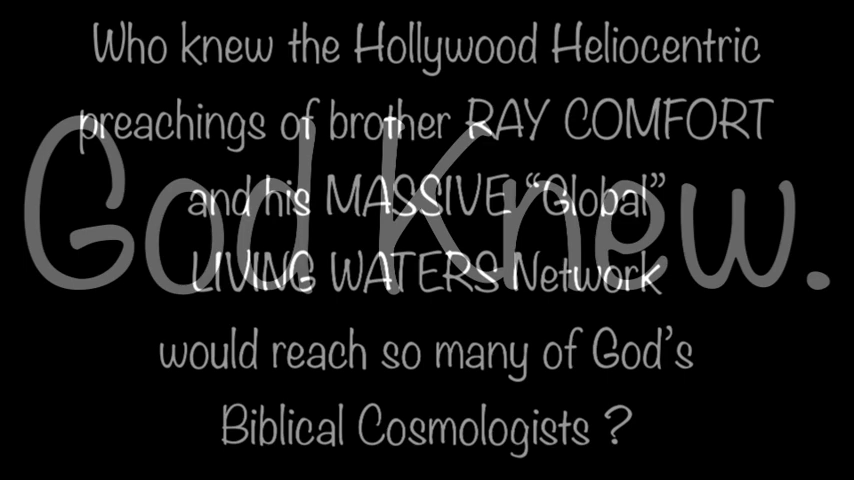 Who knew the Hollywood Heliocentric
preachings of brother RAY COMFORT
and his MASSIVE “Global”
LIVING WATERS Network
would reach so many of God’s
Biblical Cosmologists ?
God Knew.